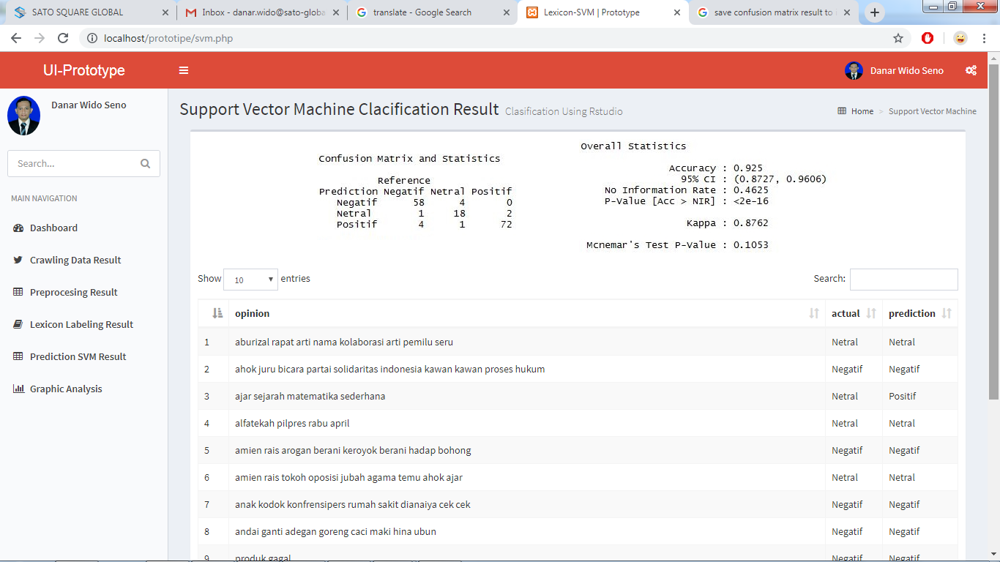 SATO SQUARE GLOBAL
Inbox - danar.wido@sato-globa
translate - Google Search
Lexicon-SVM | Prototype
save confusion matrix result to
localhost/prototipe/svm.php
UI-Prototype
Danar Wido Seno
Danar Wido Seno
Search...
MAIN NAVIGATION
Dashboard
Crawling Data Result
Preprocesing Result
Lexicon Labeling Result
Prediction SVM Result
Graphic Analysis
Support Vector Machine Clacification Result Clasification Using Rstudio
Home > Support Vector Machine
Confusion Matrix and Statistics
Reference
Prediction Negatif Netral Positif
Negatif 58 4 0
Netral 1 18 2
Positif 4 1 72
Overall Statistics
Accuracy : 0.925
95% CI : (0.8727, 0.9606)
No Information Rate : 0.4625
P-Value [Acc > NIR] : <2e-16
Kappa : 0.8762
Mcnemar's Test P-Value : 0.1053
Show 10 entries
Search:
opinion actual prediction
1 aburizal rapat arti nama kolaborasi arti pemilu seru Netral Netral
2 ahok juru bicara partai solidaritas indonesia kawan kawan proses hukum Negatif Negatif
3 ajar sejarah matematika sederhana Netral Positif
4 alfatekah pilpres rabu april Netral Netral
5 amien rais arogan berani keroyok berani hadap bohong Negatif Negatif
6 amien rais tokoh oposisi jubah agama temu ahok ajar Netral Netral
7 anak kodok konfrensipers rumah sakit dianaiya cek cek Negatif Negatif
8 andai ganti adegan goreng caci maki hina ubun Negatif Negatif
9 produk gagal Negatif Negatif